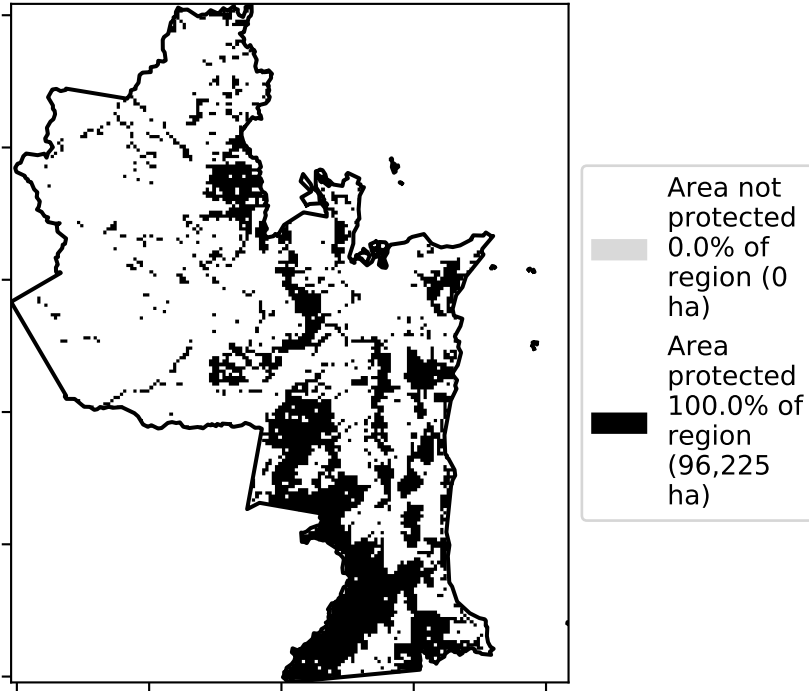 Area not
protected
0.0% of
region (0
ha)
Area
protected
100.0% of
region
(96,225
ha)